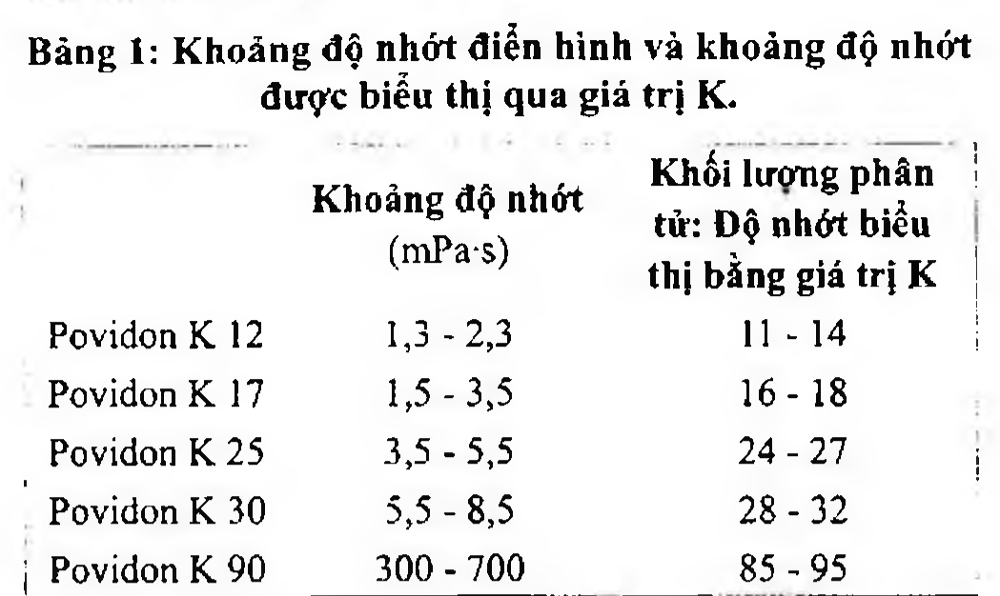 Bảng 1: Khoảng độ nhớt điển hình và khoảng độ nhớt
được biểu thị qua giá trị K.
Khoảng độ nhớt
(mPa·s)
Khối lượng phân
tử: Độ nhớt biểu
thị bằng giá trị K
Povidon K 12 1,3 - 2,3 11 - 14
Povidon K 17 1,5 - 3,5 16 - 18
Povidon K 25 3,5 - 5,5 24 - 27
Povidon K 30 5,5 - 8,5 28 - 32
Povidon K 90 300 - 700 85 - 95